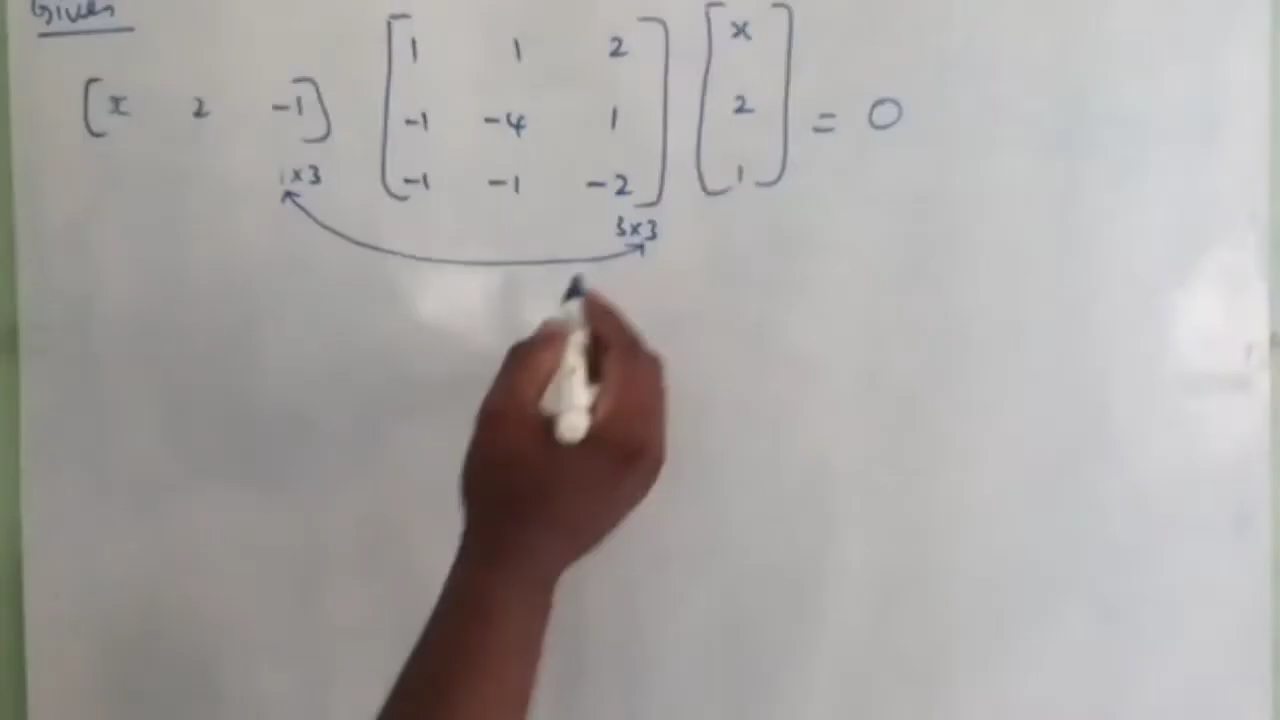 Given
[x 2 -1] [1 1 2
-1 -4 1
-1 -1 -2] [x
2
1] = 0
1x3
3x3